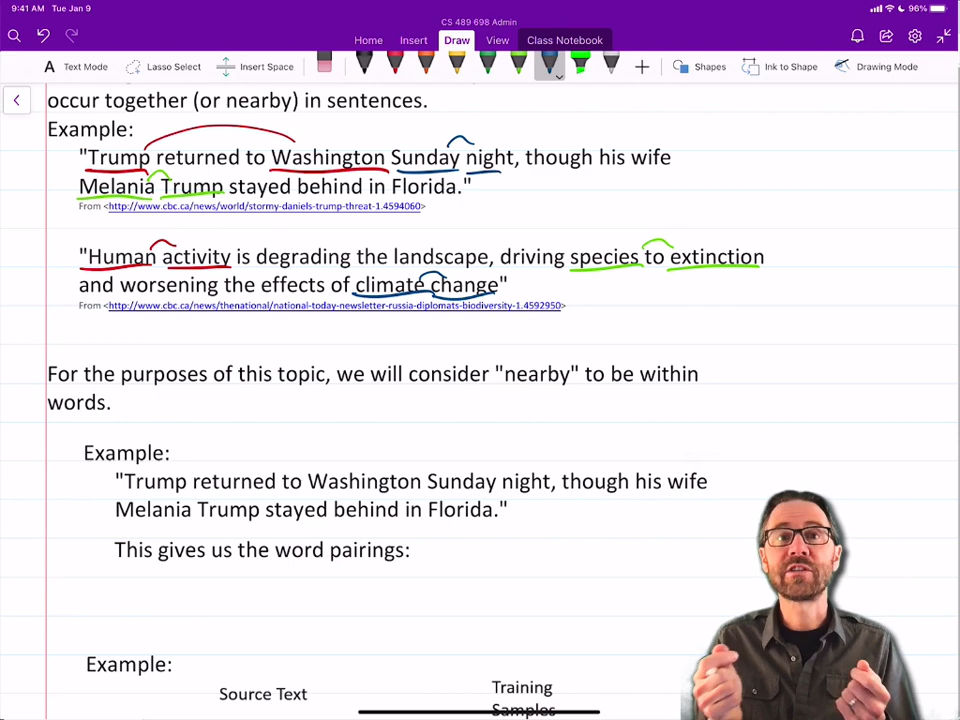 9:41 AM Tue Jan 9
96%
CS 489 698 Admin
Home Insert Draw View Class Notebook
A Text Mode Lasso Select Insert Space Shapes Ink to Shape Drawing Mode
occur together (or nearby) in sentences.
Example:
"Trump returned to Washington Sunday night, though his wife
Melania Trump stayed behind in Florida."
From <http://www.cbc.ca/news/world/stormy-daniels-trump-threat-1.4594060>
"Human activity is degrading the landscape, driving species to extinction
and worsening the effects of climate change"
From <http://www.cbc.ca/news/thenational/national-today-newsletter-russia-diplomats-biodiversity-1.4592950>
For the purposes of this topic, we will consider "nearby" to be within
words.
Example:
"Trump returned to Washington Sunday night, though his wife
Melania Trump stayed behind in Florida."
This gives us the word pairings:
Example:
Source Text
Training
Samples